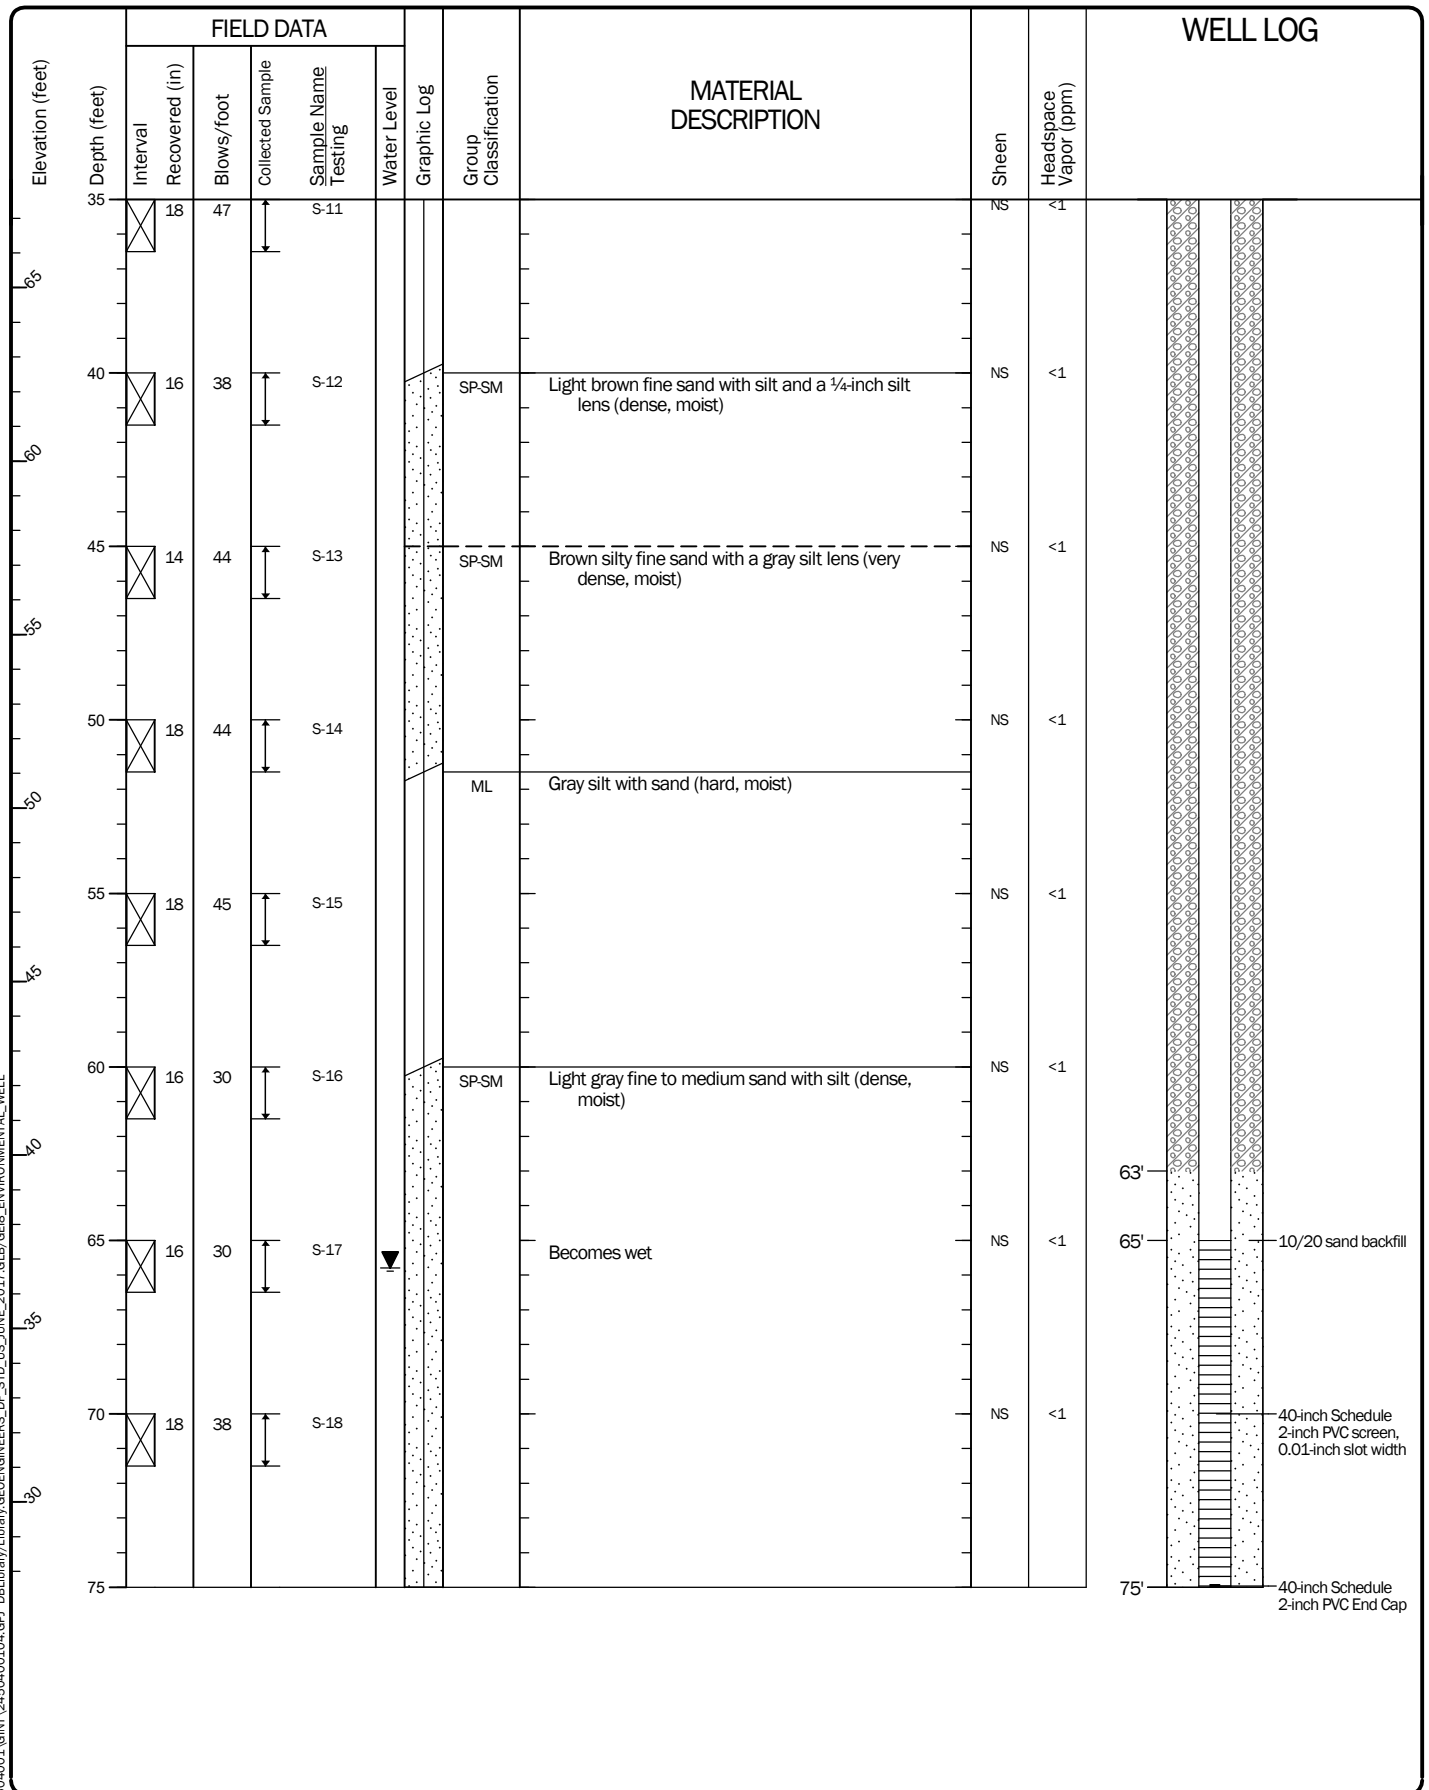 FIELD DATA
WELL LOG
Elevation (feet)
Depth (feet)
Interval
Recovered (in)
Blows/foot
Collected Sample
Sample Name
Testing
Water Level
Graphic Log
Group
Classification
MATERIAL
DESCRIPTION
Sheen
Headspace
Vapor (ppm)
35 18 47 S-11 NS <1
65
40 16 38 S-12 SP-SM Light brown fine sand with silt and a ¼-inch silt NS <1
lens (dense, moist)
60
45 14 44 S-13 SP-SM Brown silty fine sand with a gray silt lens (very NS <1
dense, moist)
55
50 18 44 S-14 NS <1
ML Gray silt with sand (hard, moist)
50
55 18 45 S-15 NS <1
45
60 16 30 S-16 SP-SM Light gray fine to medium sand with silt (dense, NS <1
moist)
40
63'
65 16 30 S-17 Becomes wet NS <1 65' 10/20 sand backfill
35
70 18 38 S-18 NS <1 40-inch Schedule
2-inch PVC screen,
0.01-inch slot width
30
75 75' 40-inch Schedule
2-inch PVC End Cap